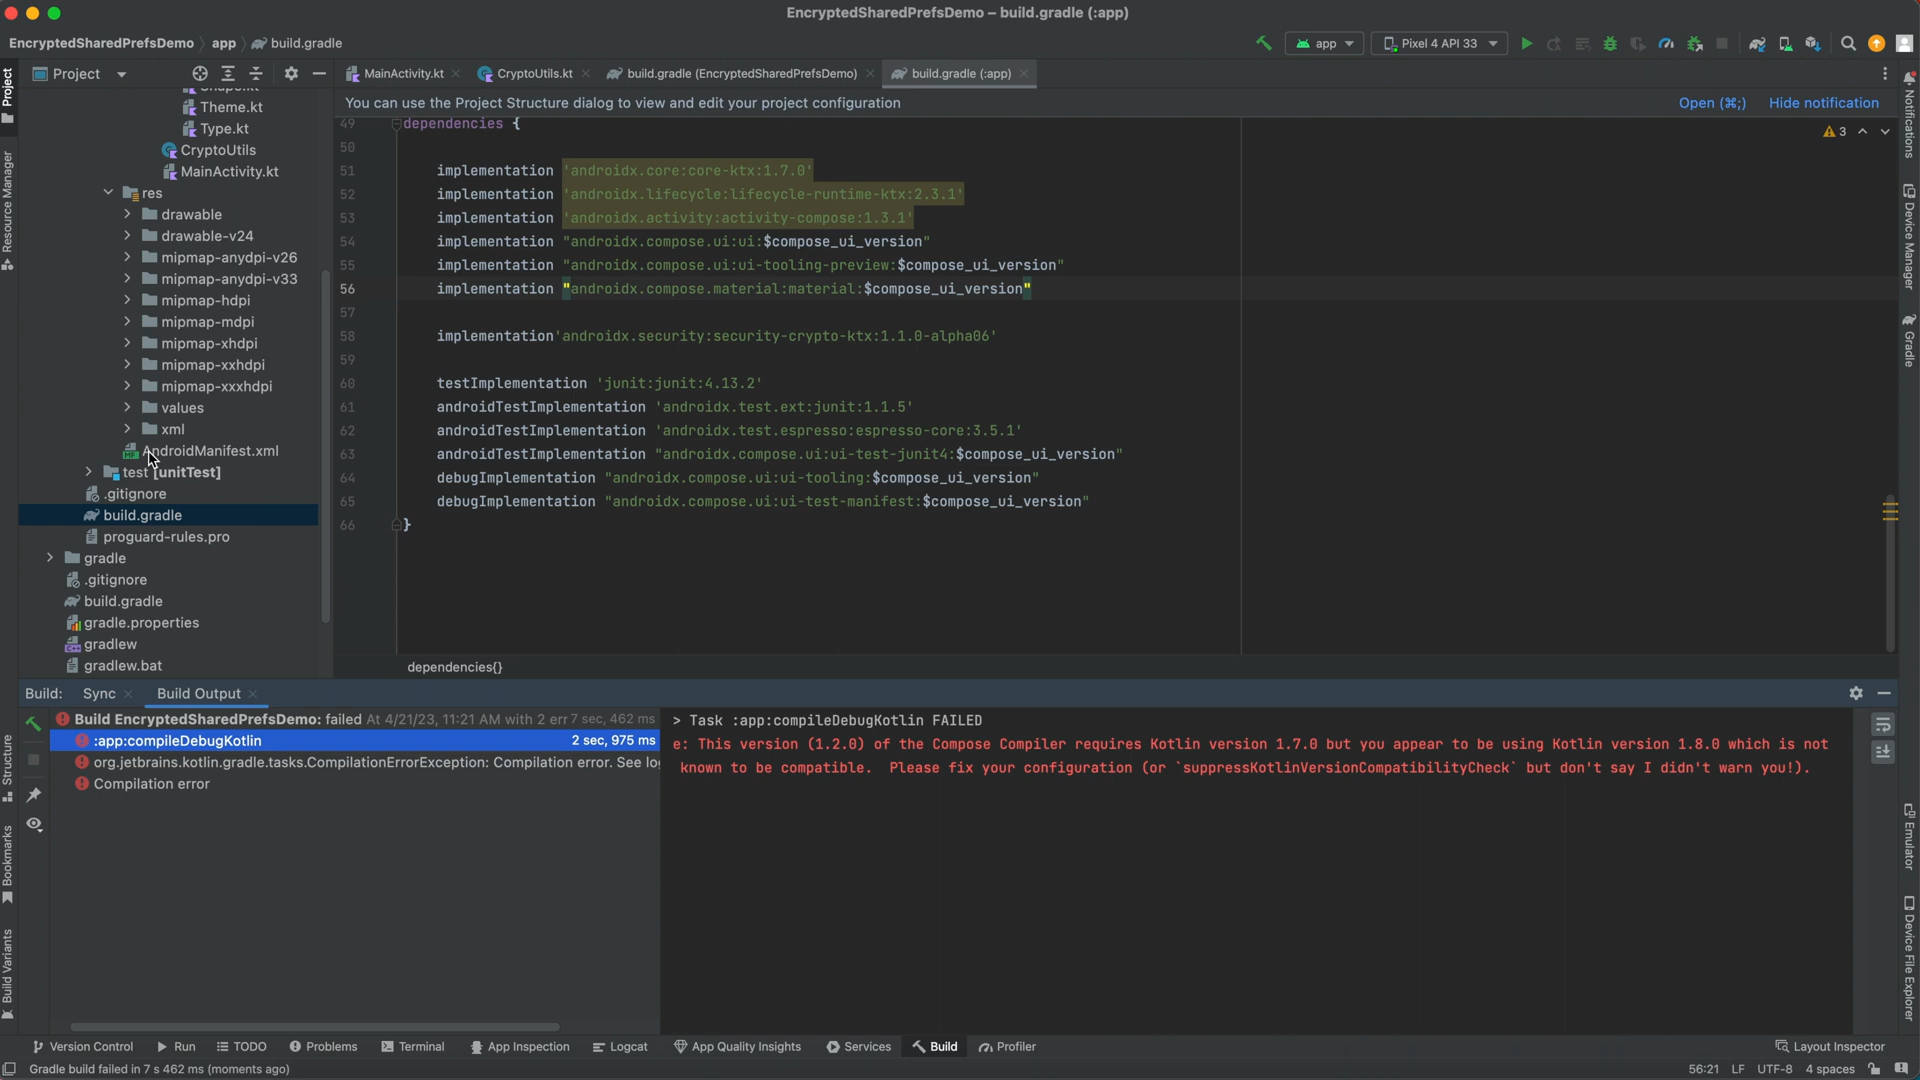 EncryptedSharedPrefsDemo – build.gradle (:app)
EncryptedSharedPrefsDemo app build.gradle
app Pixel 4 API 33
Project
MainActivity.kt CryptoUtils.kt build.gradle (EncryptedSharedPrefsDemo) build.gradle (:app)
You can use the Project Structure dialog to view and edit your project configuration Open (⌘;) Hide notification
Project
Resource Manager
Structure
Bookmarks
Build Variants
Theme.kt
Type.kt
CryptoUtils
MainActivity.kt
res
drawable
drawable-v24
mipmap-anydpi-v26
mipmap-anydpi-v33
mipmap-hdpi
mipmap-mdpi
mipmap-xhdpi
mipmap-xxhdpi
mipmap-xxxhdpi
values
xml
AndroidManifest.xml
test [unitTest]
.gitignore
build.gradle
proguard-rules.pro
gradle
.gitignore
build.gradle
gradle.properties
gradlew
gradlew.bat
3
49 dependencies {
50
51 implementation 'androidx.core:core-ktx:1.7.0'
52 implementation 'androidx.lifecycle:lifecycle-runtime-ktx:2.3.1'
53 implementation 'androidx.activity:activity-compose:1.3.1'
54 implementation "androidx.compose.ui:ui:$compose_ui_version"
55 implementation "androidx.compose.ui:ui-tooling-preview:$compose_ui_version"
56 implementation "androidx.compose.material:material:$compose_ui_version"
57
58 implementation'androidx.security:security-crypto-ktx:1.1.0-alpha06'
59
60 testImplementation 'junit:junit:4.13.2'
61 androidTestImplementation 'androidx.test.ext:junit:1.1.5'
62 androidTestImplementation 'androidx.test.espresso:espresso-core:3.5.1'
63 androidTestImplementation "androidx.compose.ui:ui-test-junit4:$compose_ui_version"
64 debugImplementation "androidx.compose.ui:ui-tooling:$compose_ui_version"
65 debugImplementation "androidx.compose.ui:ui-test-manifest:$compose_ui_version"
66 }
dependencies{}
Notifications
Device Manager
Gradle
Emulator
Device File Explorer
Build: Sync Build Output
Build EncryptedSharedPrefsDemo: failed At 4/21/23, 11:21 AM with 2 err 7 sec, 462 ms
:app:compileDebugKotlin 2 sec, 975 ms
org.jetbrains.kotlin.gradle.tasks.CompilationErrorException: Compilation error. See lo
Compilation error
> Task :app:compileDebugKotlin FAILED
e: This version (1.2.0) of the Compose Compiler requires Kotlin version 1.7.0 but you appear to be using Kotlin version 1.8.0 which is not
known to be compatible.  Please fix your configuration (or `suppressKotlinVersionCompatibilityCheck` but don't say I didn't warn you!).
Version Control Run TODO Problems Terminal App Inspection Logcat App Quality Insights Services Build Profiler Layout Inspector
Gradle build failed in 7 s 462 ms (moments ago) 56:21 LF UTF-8 4 spaces